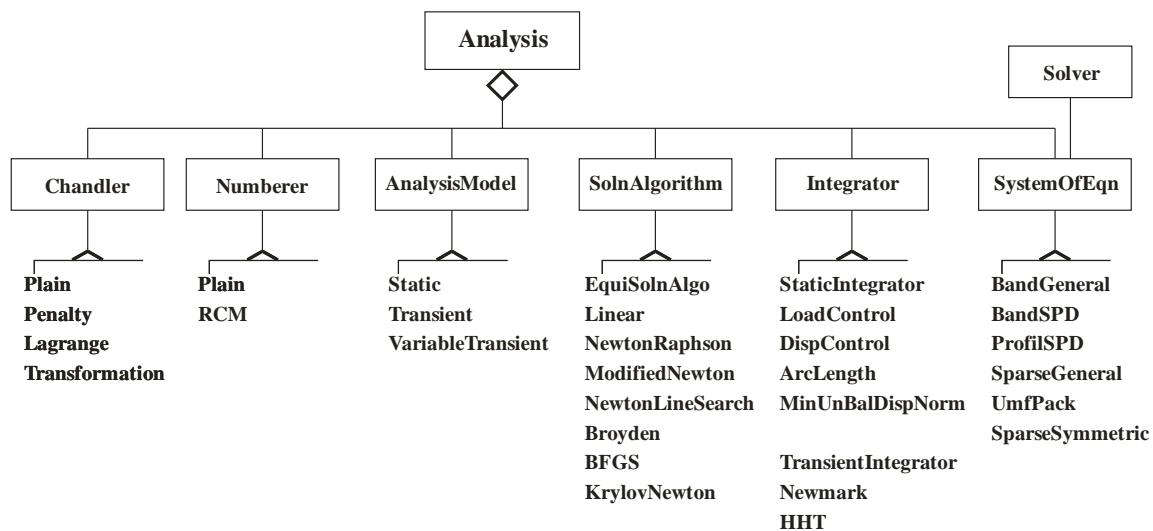 Analysis
Solver
Chandler
Numberer
AnalysisModel
SolnAlgorithm
Integrator
SystemOfEqn
Plain
Penalty
Lagrange
Transformation
Plain
RCM
Static
Transient
VariableTransient
EquiSolnAlgo
Linear
NewtonRaphson
ModifiedNewton
NewtonLineSearch
Broyden
BFGS
KrylovNewton
StaticIntegrator
LoadControl
DispControl
ArcLength
MinUnBalDispNorm
TransientIntegrator
Newmark
HHT
BandGeneral
BandSPD
ProfilSPD
SparseGeneral
UmfPack
SparseSymmetric